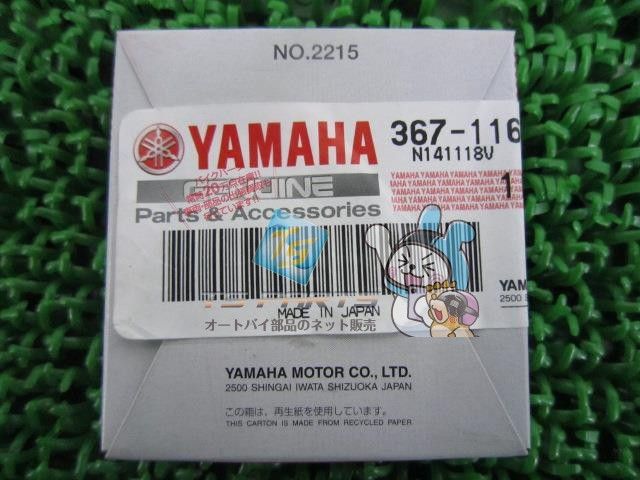 NO.2215
YAMAHA
367-116
N141118V
GENUINE
Parts & Accessories
1
YAMAHA YAMAHA YAMAHA YAMAHA
MADE IN JAPAN
オートバイ部品のネット販売
YAM
2500 S
YAMAHA MOTOR CO., LTD.
2500 SHINGAI IWATA SHIZUOKA JAPAN
この箱は、再生紙を使用しています。
THIS CARTON IS MADE FROM RECYCLED PAPER